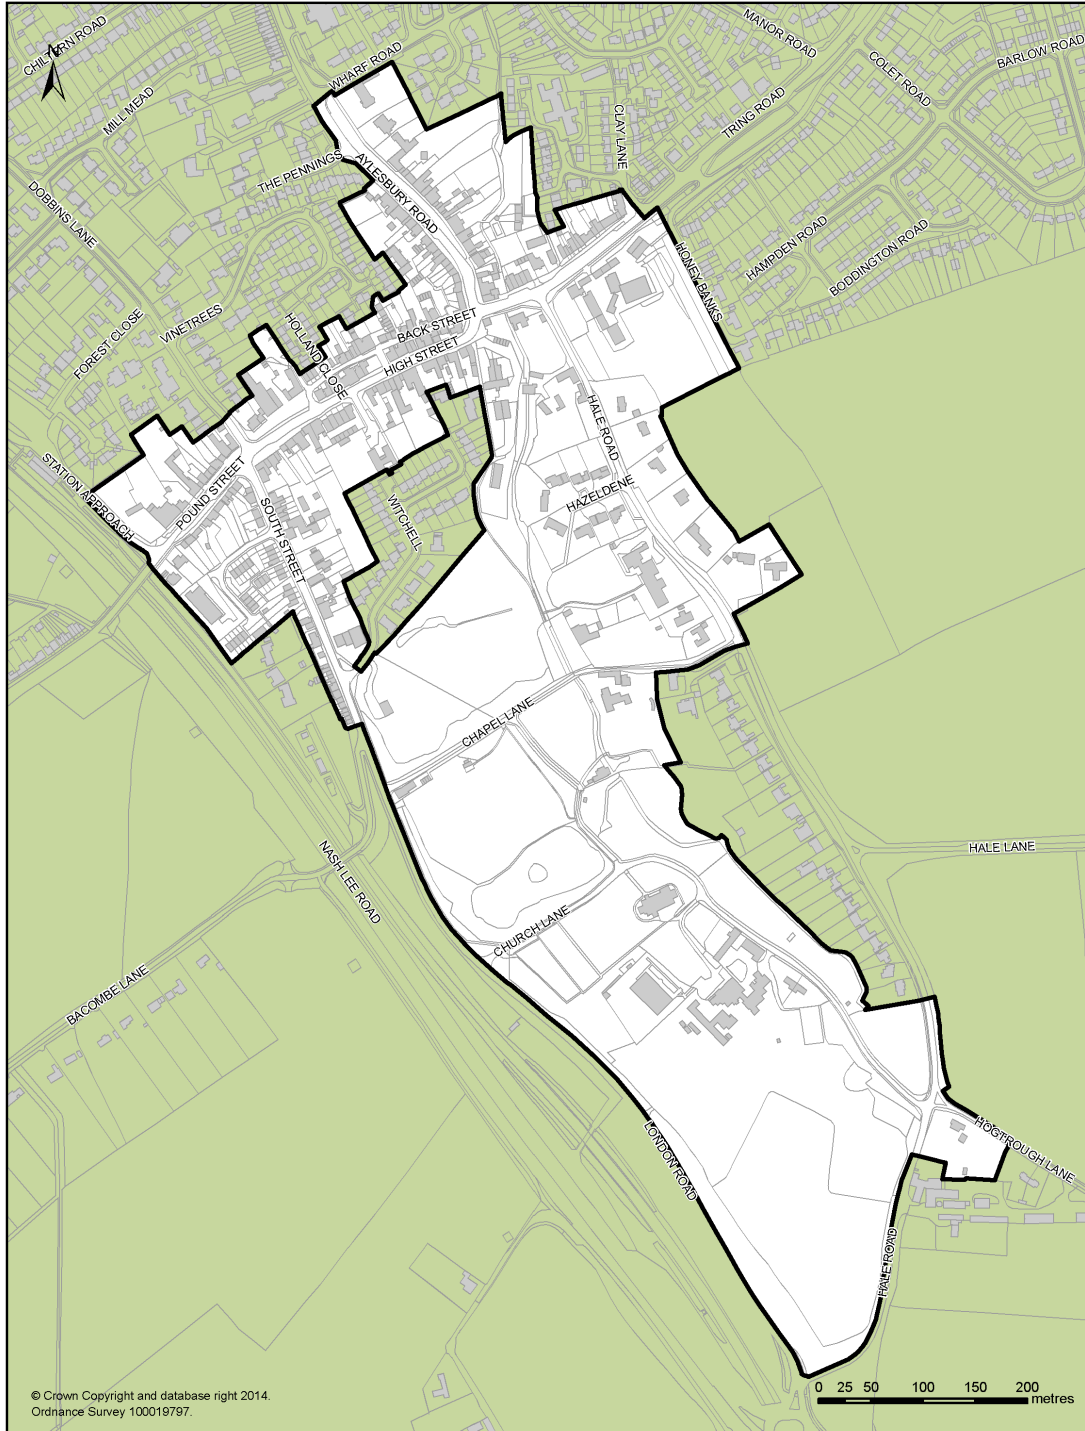 CHILTERN ROAD
N
WHARF ROAD
MANOR ROAD
COLET ROAD
BARLOW ROAD
MILL MEAD
CLAY LANE
TRING ROAD
THE PENNINGS
AYLESBURY ROAD
DOBBINS LANE
HONEY BANKS
HAMPDEN ROAD
BODDINGTON ROAD
FOREST CLOSE
VINETREES
HOLLAND CLOSE
BACK STREET
HIGH STREET
HALE ROAD
STATION APPROACH
POUND STREET
SOUTH STREET
WITCHELL
HAZELDENE
CHAPEL LANE
NASH LEE ROAD
HALE LANE
CHURCH LANE
BACOMBE LANE
LONDON ROAD
HOGTROUGH LANE
HALE ROAD
© Crown Copyright and database right 2014.
Ordnance Survey 100019797.
0 25 50 100 150 200
metres